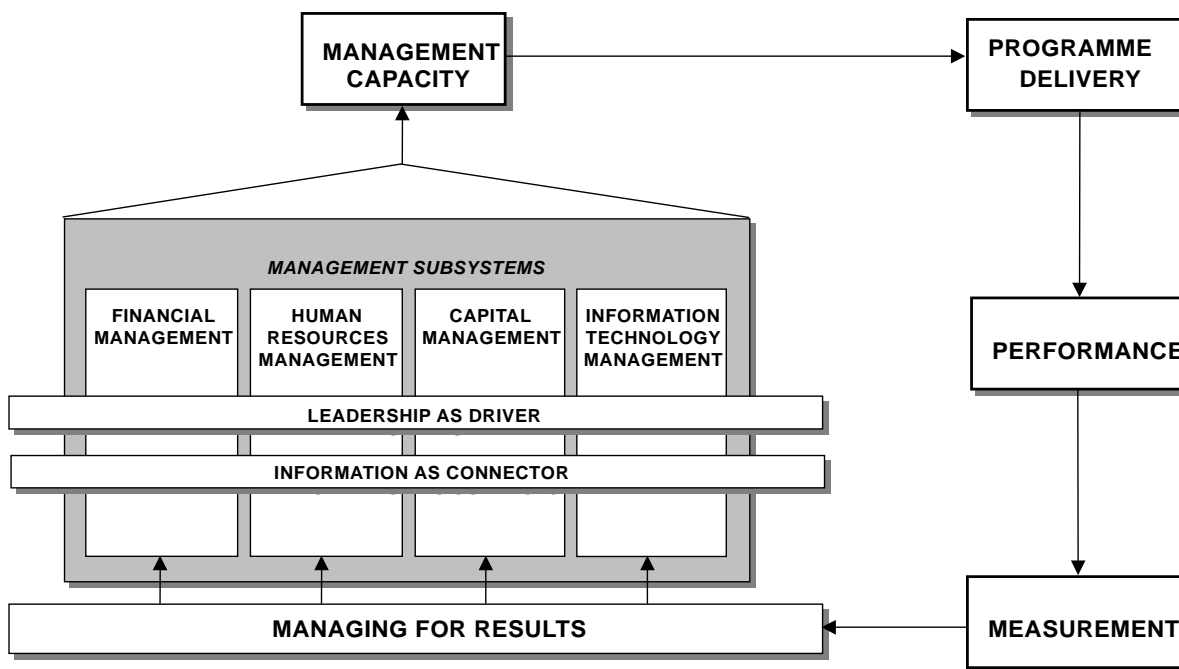 MANAGEMENT
CAPACITY
PROGRAMME
DELIVERY
MANAGEMENT SUBSYSTEMS
FINANCIAL
MANAGEMENT
HUMAN
RESOURCES
MANAGEMENT
CAPITAL
MANAGEMENT
INFORMATION
TECHNOLOGY
MANAGEMENT
PERFORMANCE
LEADERSHIP AS DRIVER
INFORMATION AS CONNECTOR
MANAGING FOR RESULTS
MEASUREMENT